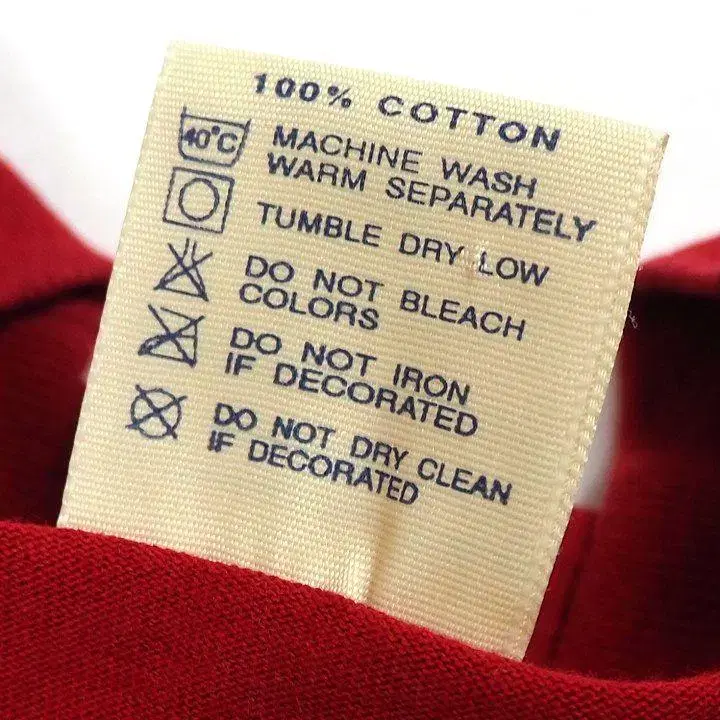 100% COTTON
40°C
MACHINE WASH
WARM SEPARATELY
TUMBLE DRY LOW
DO NOT BLEACH
COLORS
DO NOT IRON
IF DECORATED
DO NOT DRY CLEAN
IF DECORATED